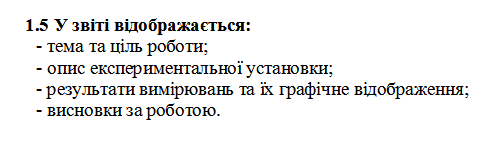 1.5 У звіті відображається:
- тема та ціль роботи;
- опис експериментальної установки;
- результати вимірювань та їх графічне відображення;
- висновки за роботою.